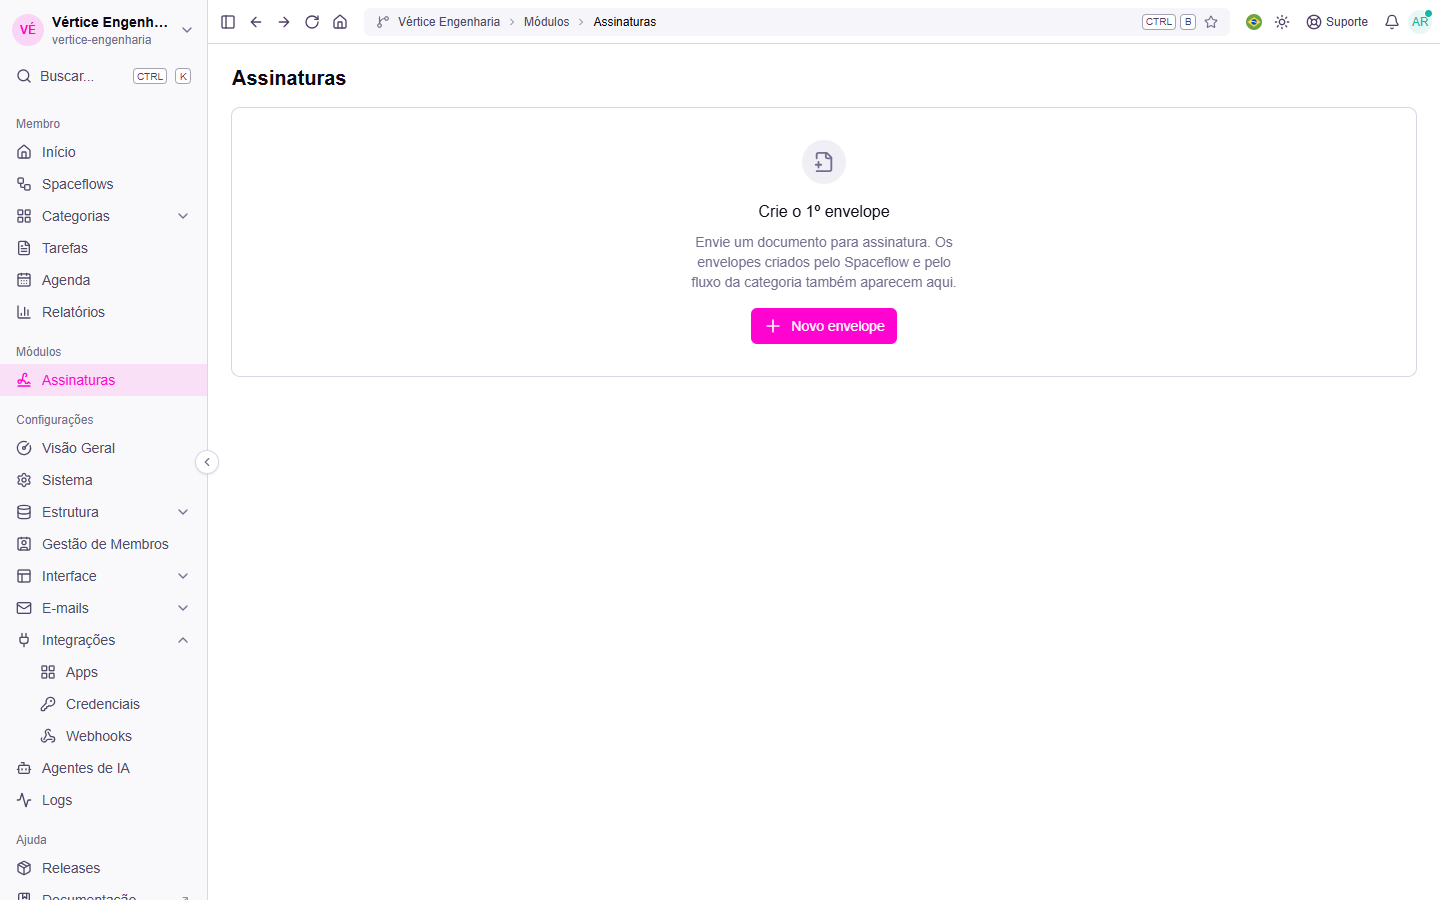 VÉ
Vértice Engenh...
vertice-engenharia
Buscar...
CTRL K
Membro
Início
Spaceflows
Categorias
Tarefas
Agenda
Relatórios
Módulos
Assinaturas
Configurações
Visão Geral
Sistema
Estrutura
Gestão de Membros
Interface
E-mails
Integrações
Apps
Credenciais
Webhooks
Agentes de IA
Logs
Ajuda
Releases
Documentação
Vértice Engenharia > Módulos > Assinaturas
CTRL B
Suporte
AR
Assinaturas
Crie o 1º envelope
Envie um documento para assinatura. Os
envelopes criados pelo Spaceflow e pelo
fluxo da categoria também aparecem aqui.
Novo envelope